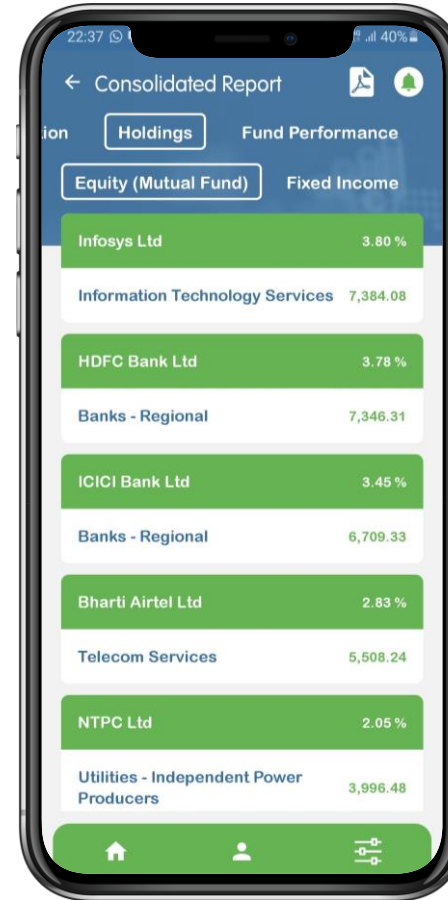 22:37
.ıll 40%
← Consolidated Report
ion Holdings Fund Performance
Equity (Mutual Fund) Fixed Income
Infosys Ltd 3.80 %
Information Technology Services 7,384.08
HDFC Bank Ltd 3.78 %
Banks - Regional 7,346.31
ICICI Bank Ltd 3.45 %
Banks - Regional 6,709.33
Bharti Airtel Ltd 2.83 %
Telecom Services 5,508.24
NTPC Ltd 2.05 %
Utilities - Independent Power
Producers 3,996.48